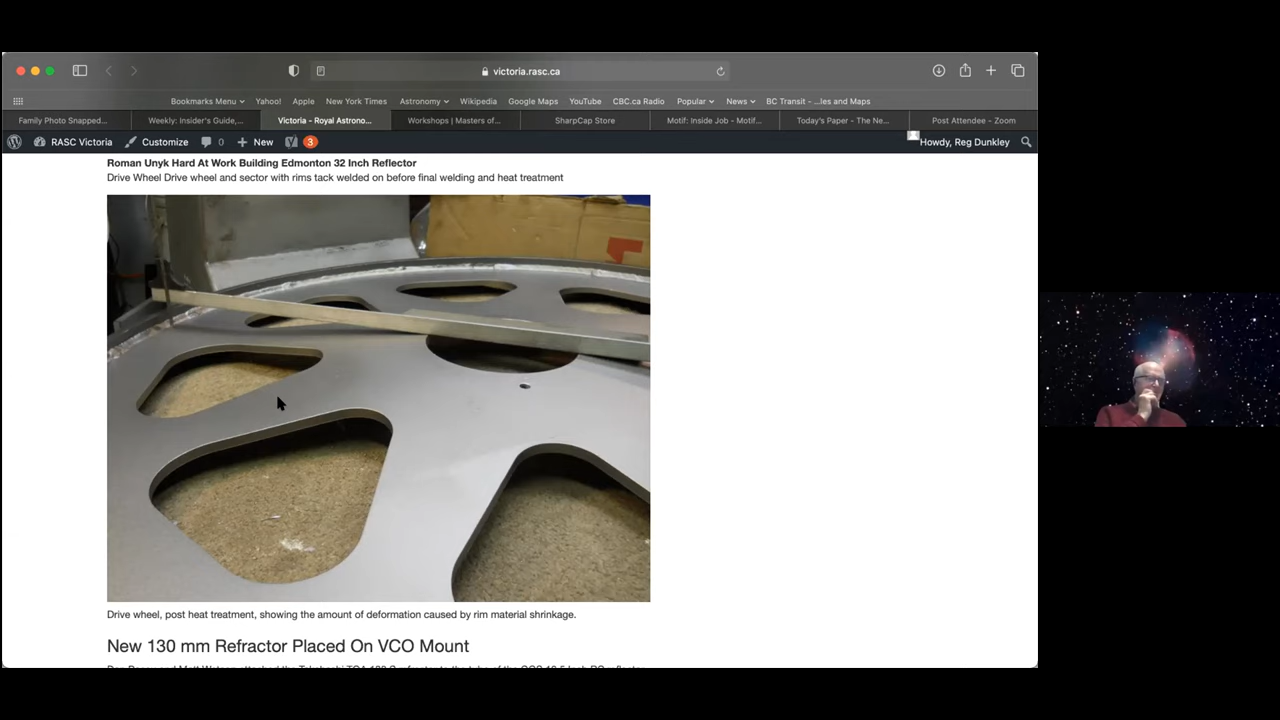 victoria.rasc.ca
Bookmarks Menu Yahoo! Apple New York Times Astronomy Wikipedia Google Maps YouTube CBC.ca Radio Popular News BC Transit - ...les and Maps
Family Photo Snapped... Weekly: Insider's Guide,... Victoria - Royal Astrono... Workshops | Masters of... SharpCap Store Motif: Inside Job - Motif... Today's Paper - The Ne... Post Attendee - Zoom
RASC Victoria Customize 0 New 3 Howdy, Reg Dunkley
Roman Unyk Hard At Work Building Edmonton 32 Inch Reflector
Drive Wheel Drive wheel and sector with rims tack welded on before final welding and heat treatment
Drive wheel, post heat treatment, showing the amount of deformation caused by rim material shrinkage.
New 130 mm Refractor Placed On VCO Mount